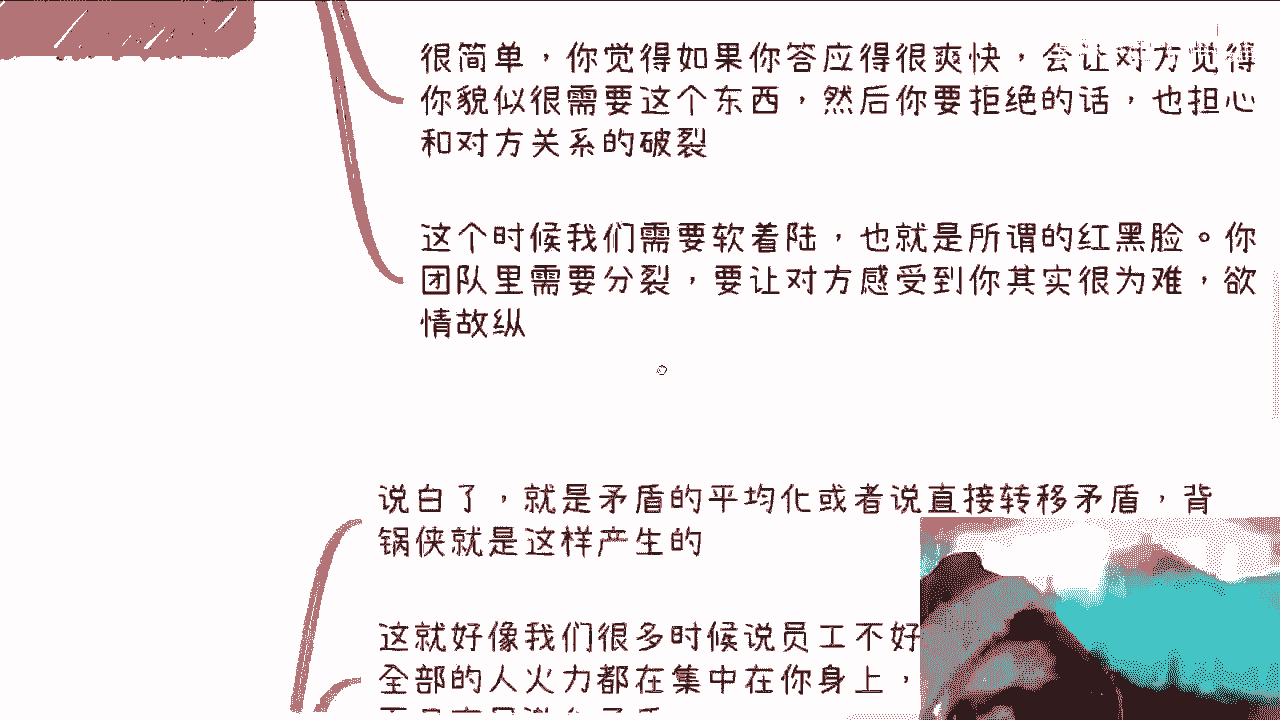 很简单，你觉得如果你答应得很爽快，会让对方觉得
你貌似很需要这个东西，然后你要拒绝的话，也担心
和对方关系的破裂
这个时候我们需要软着陆，也就是所谓的红黑脸。你
团队里需要分裂，要让对方感受到你其实很为难，欲
情故纵
说白了，就是矛盾的平均化或者说直接转移矛盾，背
锅侠就是这样产生的
这就好像我们很多时候说员工不好
全部的人火力都在集中在你身上，